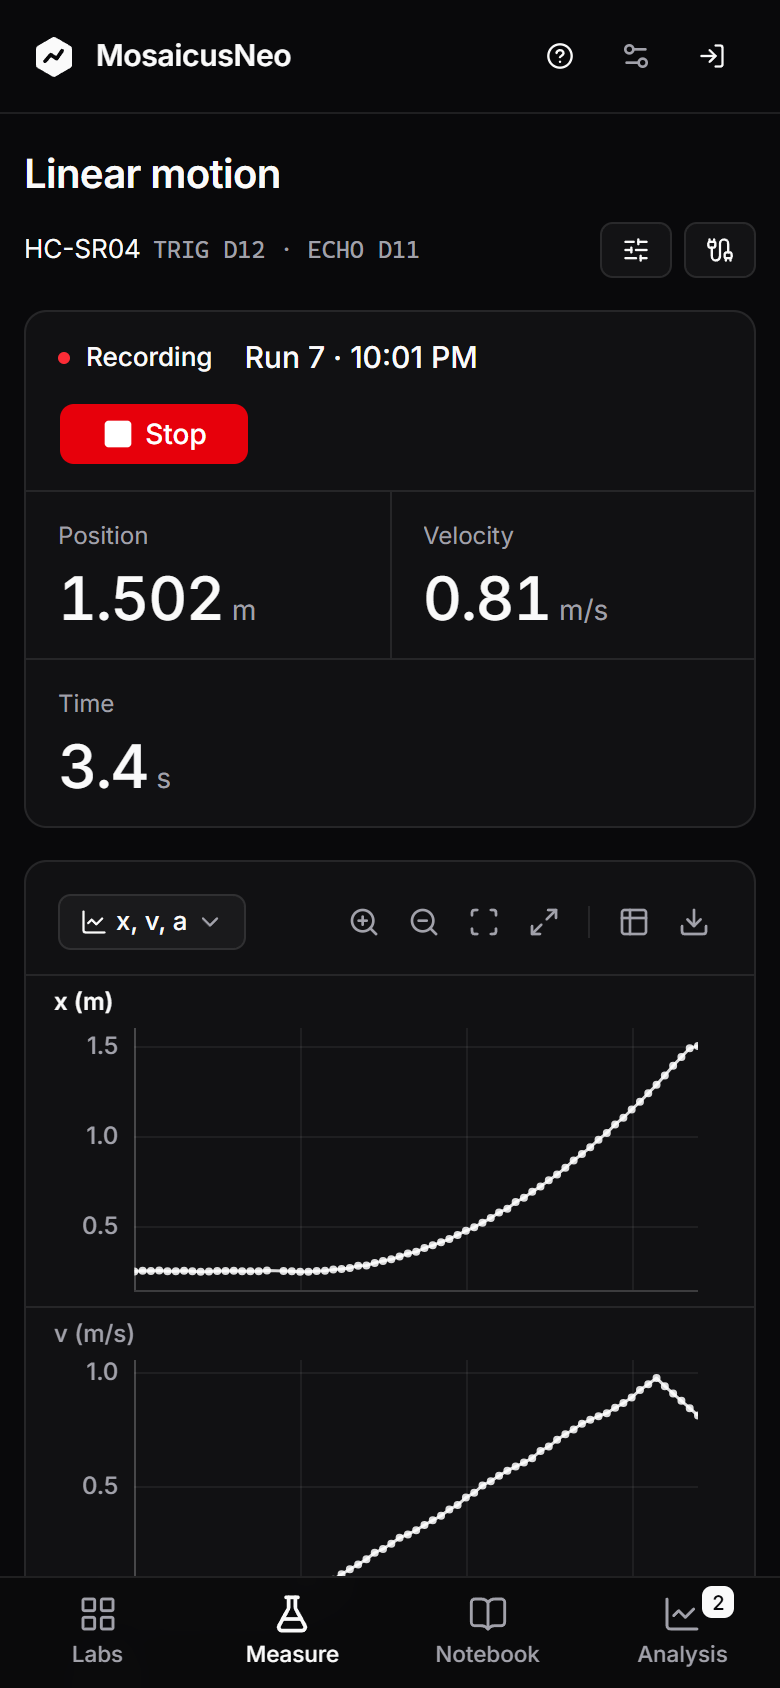 MosaicusNeo
Linear motion
HC-SR04 TRIG D12 · ECHO D11
Recording Run 7 · 10:01 PM
Stop
Position
1.502 m
Velocity
0.81 m/s
Time
3.4 s
x, v, a
x (m)
1.5
1.0
0.5
v (m/s)
1.0
0.5
Labs
Measure
Notebook
2
Analysis